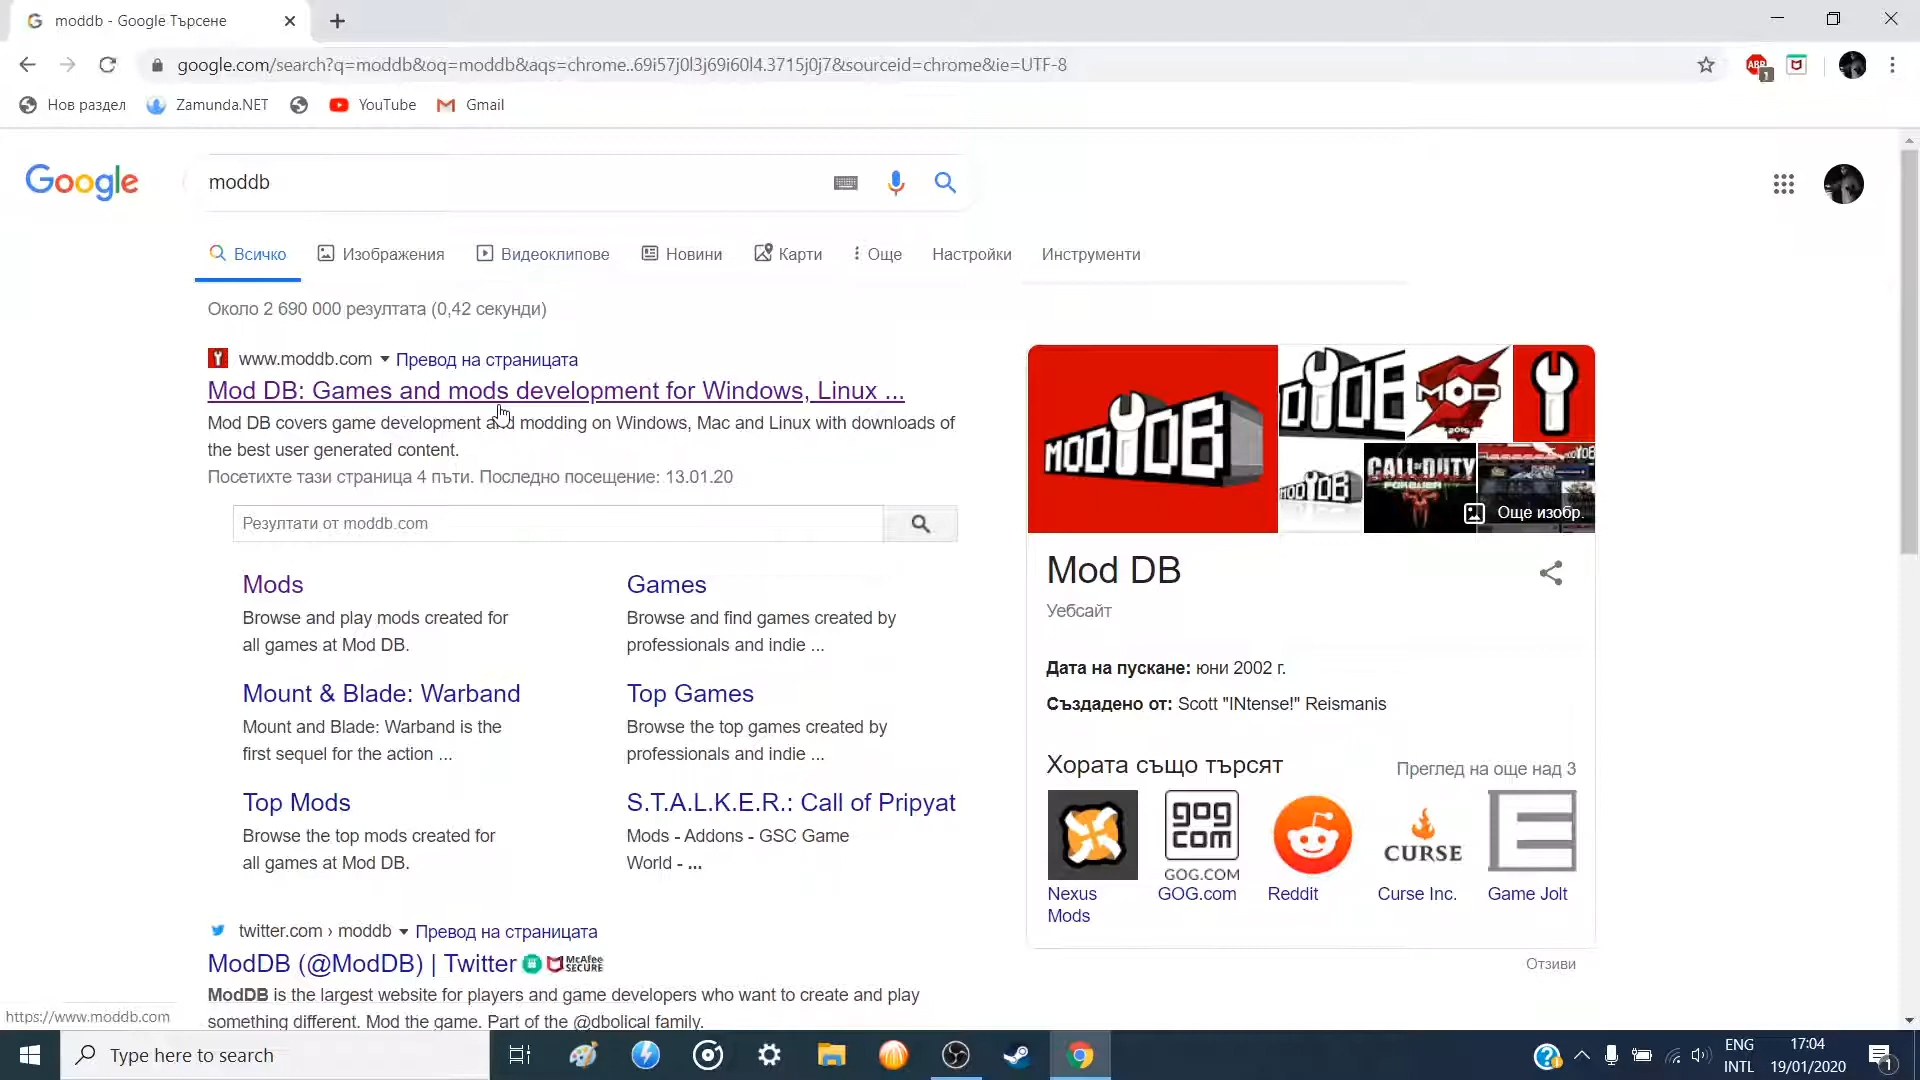 moddb - Google Търсене
google.com/search?q=moddb&oq=moddb&aqs=chrome..69i57j0l3j69i60l4.3715j0j7&sourceid=chrome&ie=UTF-8
ABP
1
Нов раздел
Zamunda.NET
YouTube
Gmail
Google
moddb
Всичко
Изображения
Видеоклипове
Новини
Карти
Още
Настройки
Инструменти
Около 2 690 000 резултата (0,42 секунди)
www.moddb.com
Превод на страницата
Mod DB: Games and mods development for Windows, Linux ...
Mod DB covers game development and modding on Windows, Mac and Linux with downloads of
the best user generated content.
Посетихте тази страница 4 пъти. Последно посещение: 13.01.20
Резултати от moddb.com
Mods
Browse and play mods created for
all games at Mod DB.
Games
Browse and find games created by
professionals and indie ...
Mount & Blade: Warband
Mount and Blade: Warband is the
first sequel for the action ...
Top Games
Browse the top games created by
professionals and indie ...
Top Mods
Browse the top mods created for
all games at Mod DB.
S.T.A.L.K.E.R.: Call of Pripyat
Mods - Addons - GSC Game
World - ...
twitter.com › moddb
Превод на страницата
ModDB (@ModDB) | Twitter
McAfee
SECURE
ModDB is the largest website for players and game developers who want to create and play
something different. Mod the game. Part of the @dbolical family.
MOD DB
MOD
CALL OF DUTY
Още изобр.
Mod DB
Уебсайт
Дата на пускане: юни 2002 г.
Създадено от: Scott "INtense!" Reismanis
Хората също търсят
Преглед на още над 3
gog
com
GOG.COM
CURSE
Nexus
Mods
GOG.com
Reddit
Curse Inc.
Game Jolt
Отзиви
https://www.moddb.com
Type here to search
ENG
INTL
17:04
19/01/2020
1